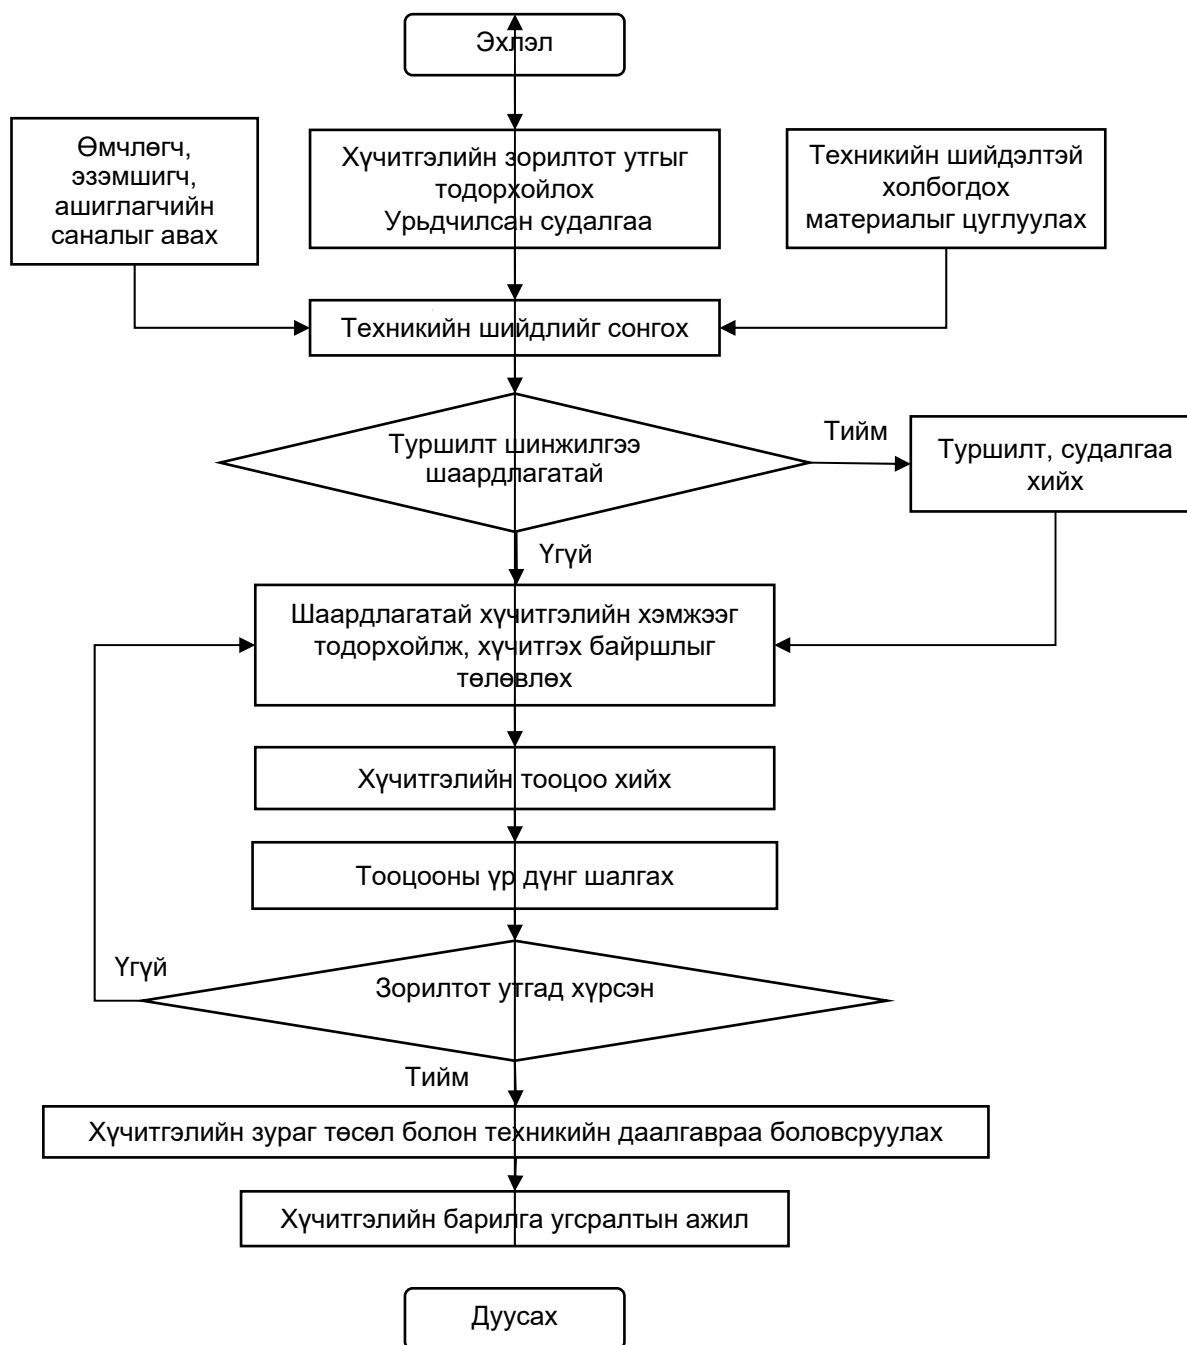 Эхлэл
Өмчлөгч,
эзэмшигч,
ашиглагчийн
саналыг авах
Хүчитгэлийн зорилтот утгыг
тодорхойлох
Урьдчилсан судалгаа
Техникийн шийдэлтэй
холбогдох
материалыг цуглуулах
Техникийн шийдлийг сонгох
Туршилт шинжилгээ
шаардлагатай
Тийм
Туршилт, судалгаа
хийх
Үгүй
Шаардлагатай хүчитгэлийн хэмжээг
тодорхойлж, хүчитгэх байршлыг
төлөвлөх
Хүчитгэлийн тооцоо хийх
Тооцооны үр дүнг шалгах
Үгүй
Зорилтот утгад хүрсэн
Тийм
Хүчитгэлийн зураг төсөл болон техникийн даалгавраа боловсруулах
Хүчитгэлийн барилга угсралтын ажил
Дуусах